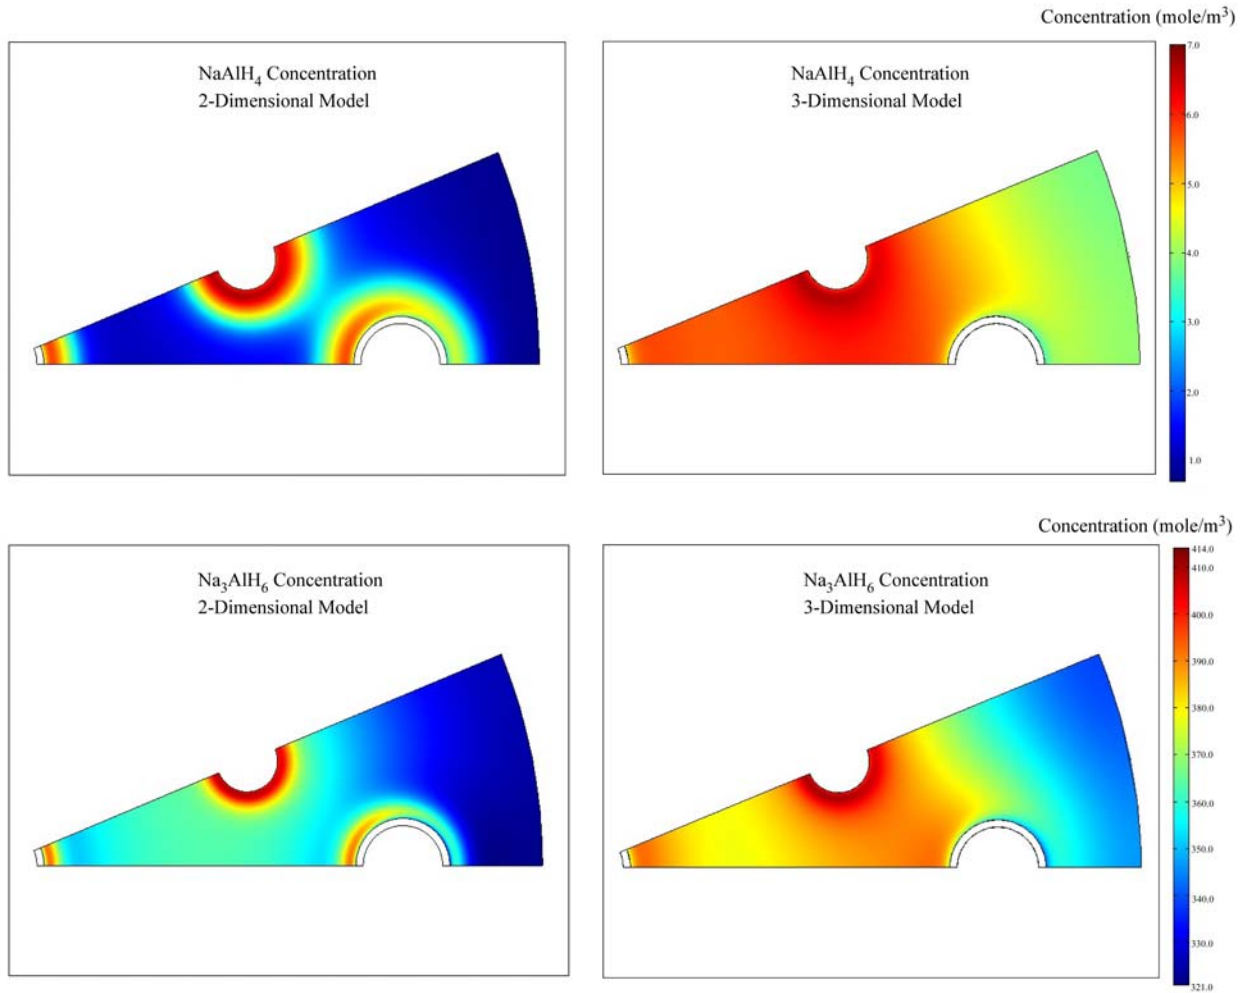 Concentration (mole/m³)
NaAlH₄ Concentration
2-Dimensional Model
NaAlH₄ Concentration
3-Dimensional Model
7.0
6.0
5.0
4.0
3.0
2.0
1.0
Concentration (mole/m³)
Na₃AlH₆ Concentration
2-Dimensional Model
Na₃AlH₆ Concentration
3-Dimensional Model
414.0
410.0
400.0
390.0
380.0
370.0
360.0
350.0
340.0
330.0
321.0